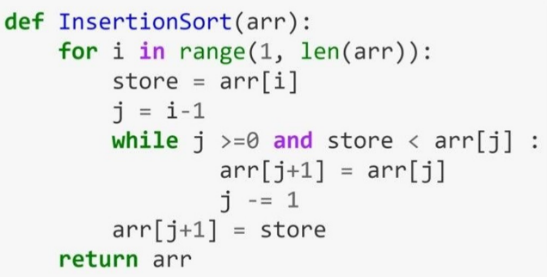 def InsertionSort(arr):
    for i in range(1, len(arr)):
        store = arr[i]
        j = i-1
        while j >=0 and store < arr[j] :
                arr[j+1] = arr[j]
                j -= 1
        arr[j+1] = store
    return arr